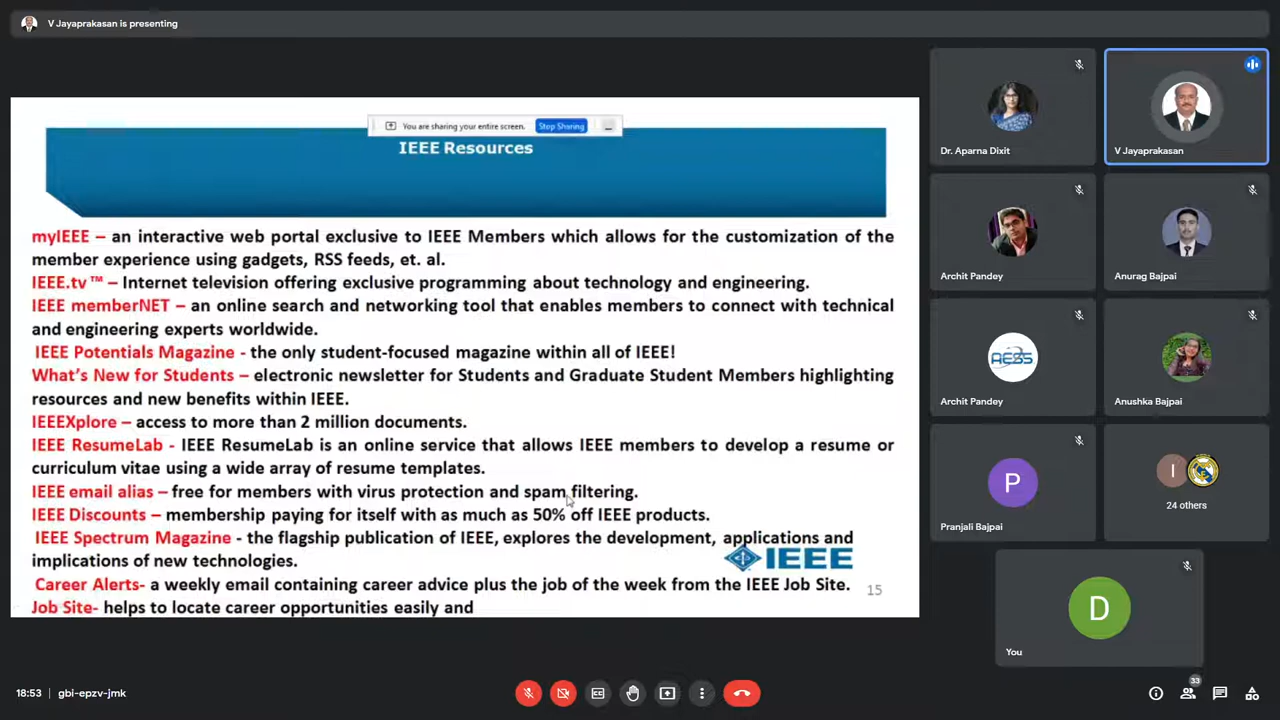 V Jayaprakasan is presenting
You are sharing your entire screen.
Stop Sharing
IEEE Resources
myIEEE – an interactive web portal exclusive to IEEE Members which allows for the customization of the
member experience using gadgets, RSS feeds, et. al.
IEEE.tv ™ – Internet television offering exclusive programming about technology and engineering.
IEEE memberNET – an online search and networking tool that enables members to connect with technical
and engineering experts worldwide.
IEEE Potentials Magazine - the only student-focused magazine within all of IEEE!
What's New for Students – electronic newsletter for Students and Graduate Student Members highlighting
resources and new benefits within IEEE.
IEEEXplore – access to more than 2 million documents.
IEEE ResumeLab - IEEE ResumeLab is an online service that allows IEEE members to develop a resume or
curriculum vitae using a wide array of resume templates.
IEEE email alias – free for members with virus protection and spam filtering.
IEEE Discounts – membership paying for itself with as much as 50% off IEEE products.
IEEE Spectrum Magazine - the flagship publication of IEEE, explores the development, applications and
implications of new technologies.
IEEE
Career Alerts- a weekly email containing career advice plus the job of the week from the IEEE Job Site.
15
Job Site- helps to locate career opportunities easily and
Dr. Aparna Dixit
V Jayaprakasan
Archit Pandey
Anurag Bajpai
AESS
Archit Pandey
Anushka Bajpai
P
Pranjali Bajpai
I
24 others
D
You
18:53 | gbi-epzv-jmk
CC
33